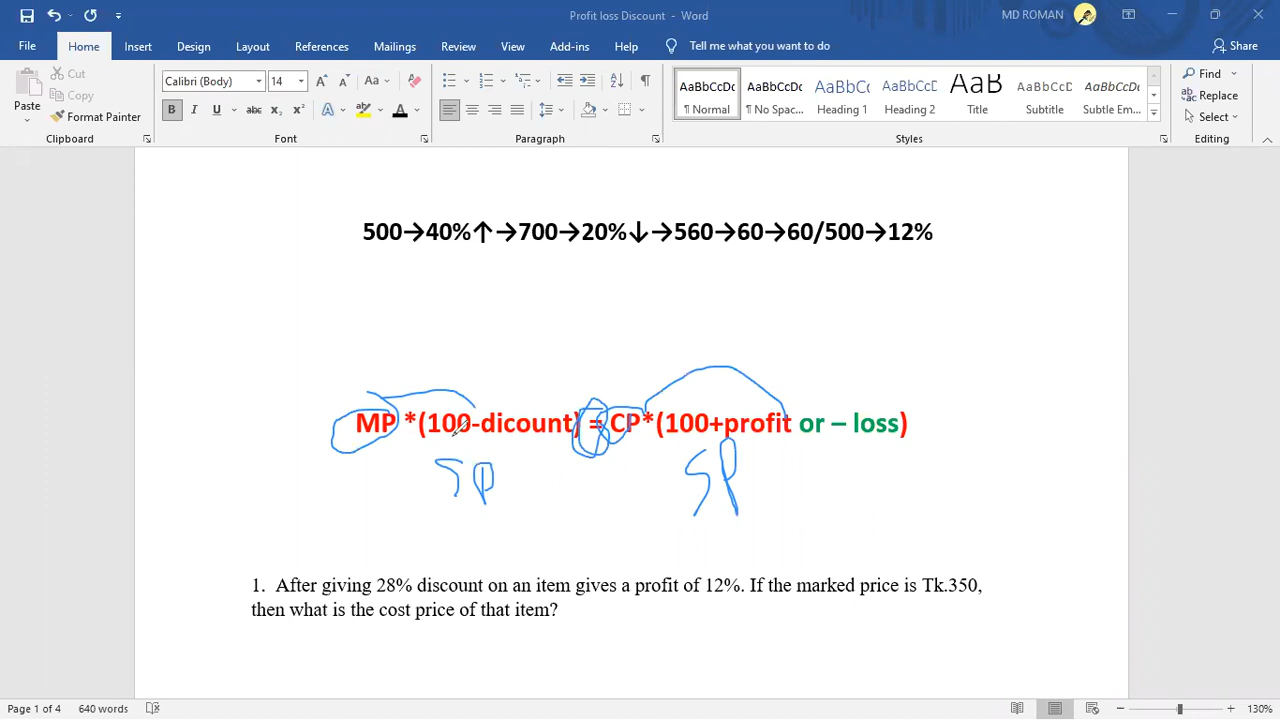 Profit loss Discount - Word
MD ROMAN
File Home Insert Design Layout References Mailings Review View Add-ins Help Tell me what you want to do Share
Paste
Cut
Copy
Format Painter
Clipboard
Calibri (Body) 14
Font
Paragraph
AaBbCcDc AaBbCcDc AaBbCc AaBbCcD AaB AaBbCcD AaBbCcDc
¶ Normal ¶ No Spac... Heading 1 Heading 2 Title Subtitle Subtle Em...
Styles
Find
Replace
Select
Editing
500→40%↑→700→20%↓→560→60→60/500→12%
MP *(100-dicount) = CP*(100+profit or – loss)
SP SP
1. After giving 28% discount on an item gives a profit of 12%. If the marked price is Tk.350,
then what is the cost price of that item?
Page 1 of 4 640 words 130%